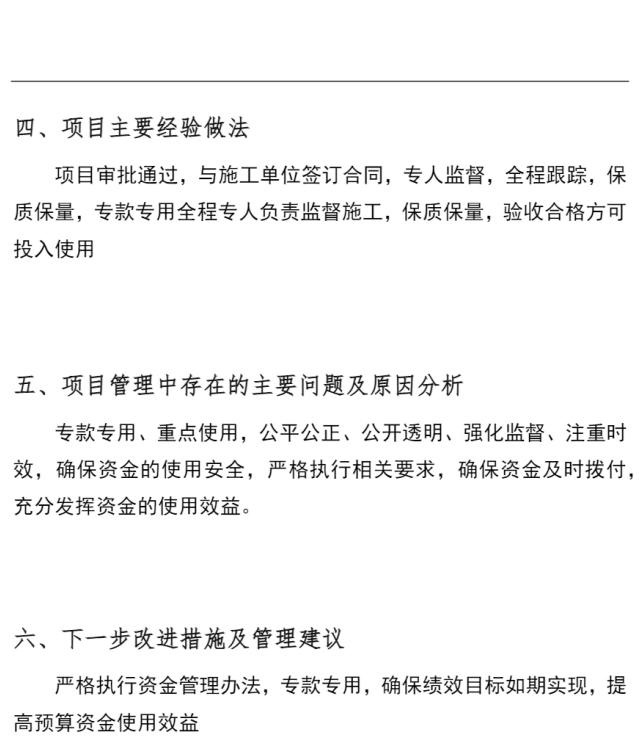 四、项目主要经验做法
项目审批通过，与施工单位签订合同，专人监督，全程跟踪，保
质保量，专款专用全程专人负责监督施工，保质保量，验收合格方可
投入使用
五、项目管理中存在的主要问题及原因分析
专款专用、重点使用，公平公正、公开透明、强化监督、注重时
效，确保资金的使用安全，严格执行相关要求，确保资金及时拨付，
充分发挥资金的使用效益。
六、下一步改进措施及管理建议
严格执行资金管理办法，专款专用，确保绩效目标如期实现，提
高预算资金使用效益